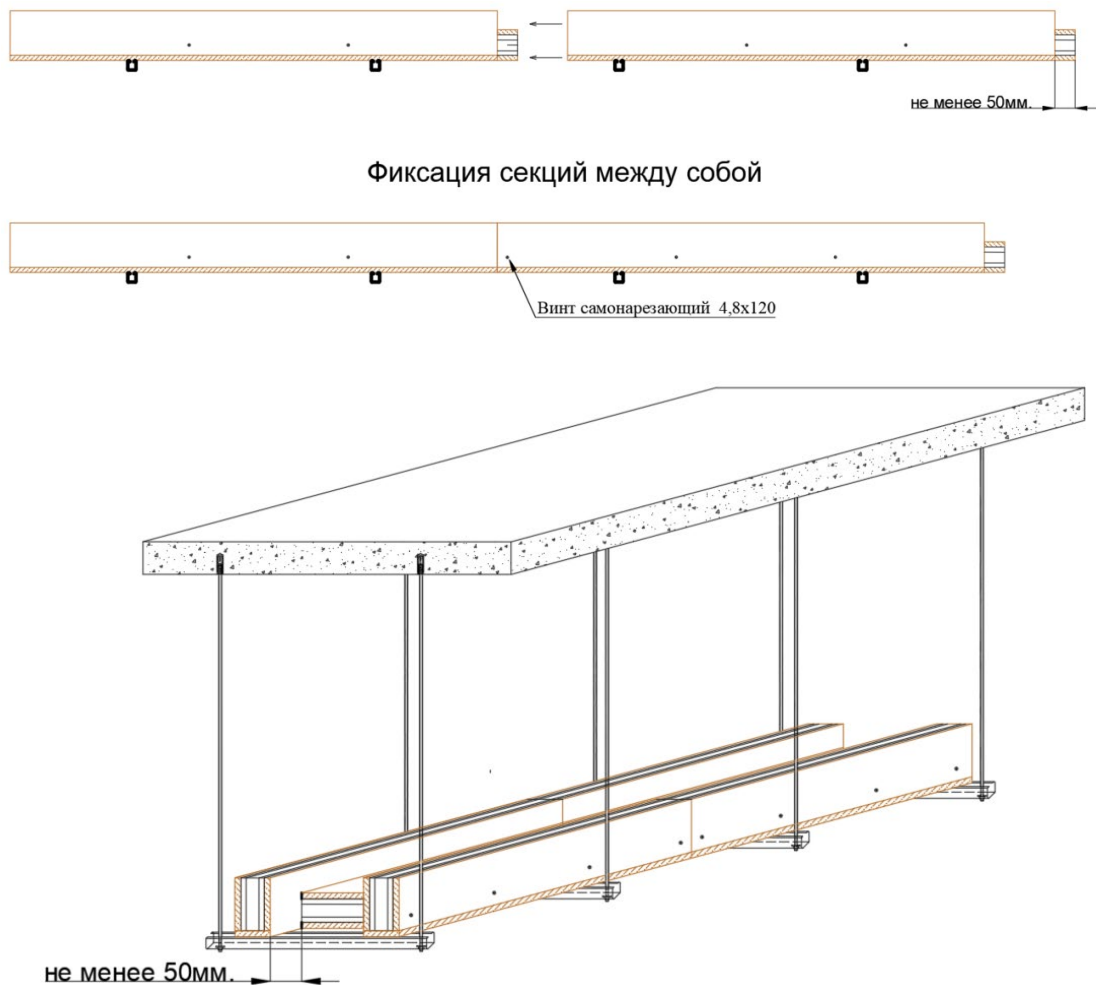 не менее 50мм.
Фиксация секций между собой
Винт самонарезающий 4,8х120
не менее 50мм.